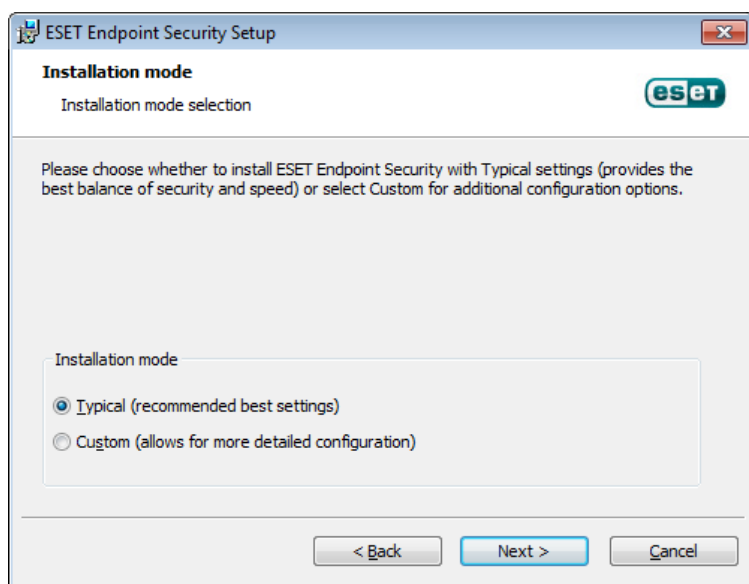 ESET Endpoint Security Setup
Installation mode
Installation mode selection
eset
Please choose whether to install ESET Endpoint Security with Typical settings (provides the
best balance of security and speed) or select Custom for additional configuration options.
Installation mode
Typical (recommended best settings)
Custom (allows for more detailed configuration)
< Back
Next >
Cancel